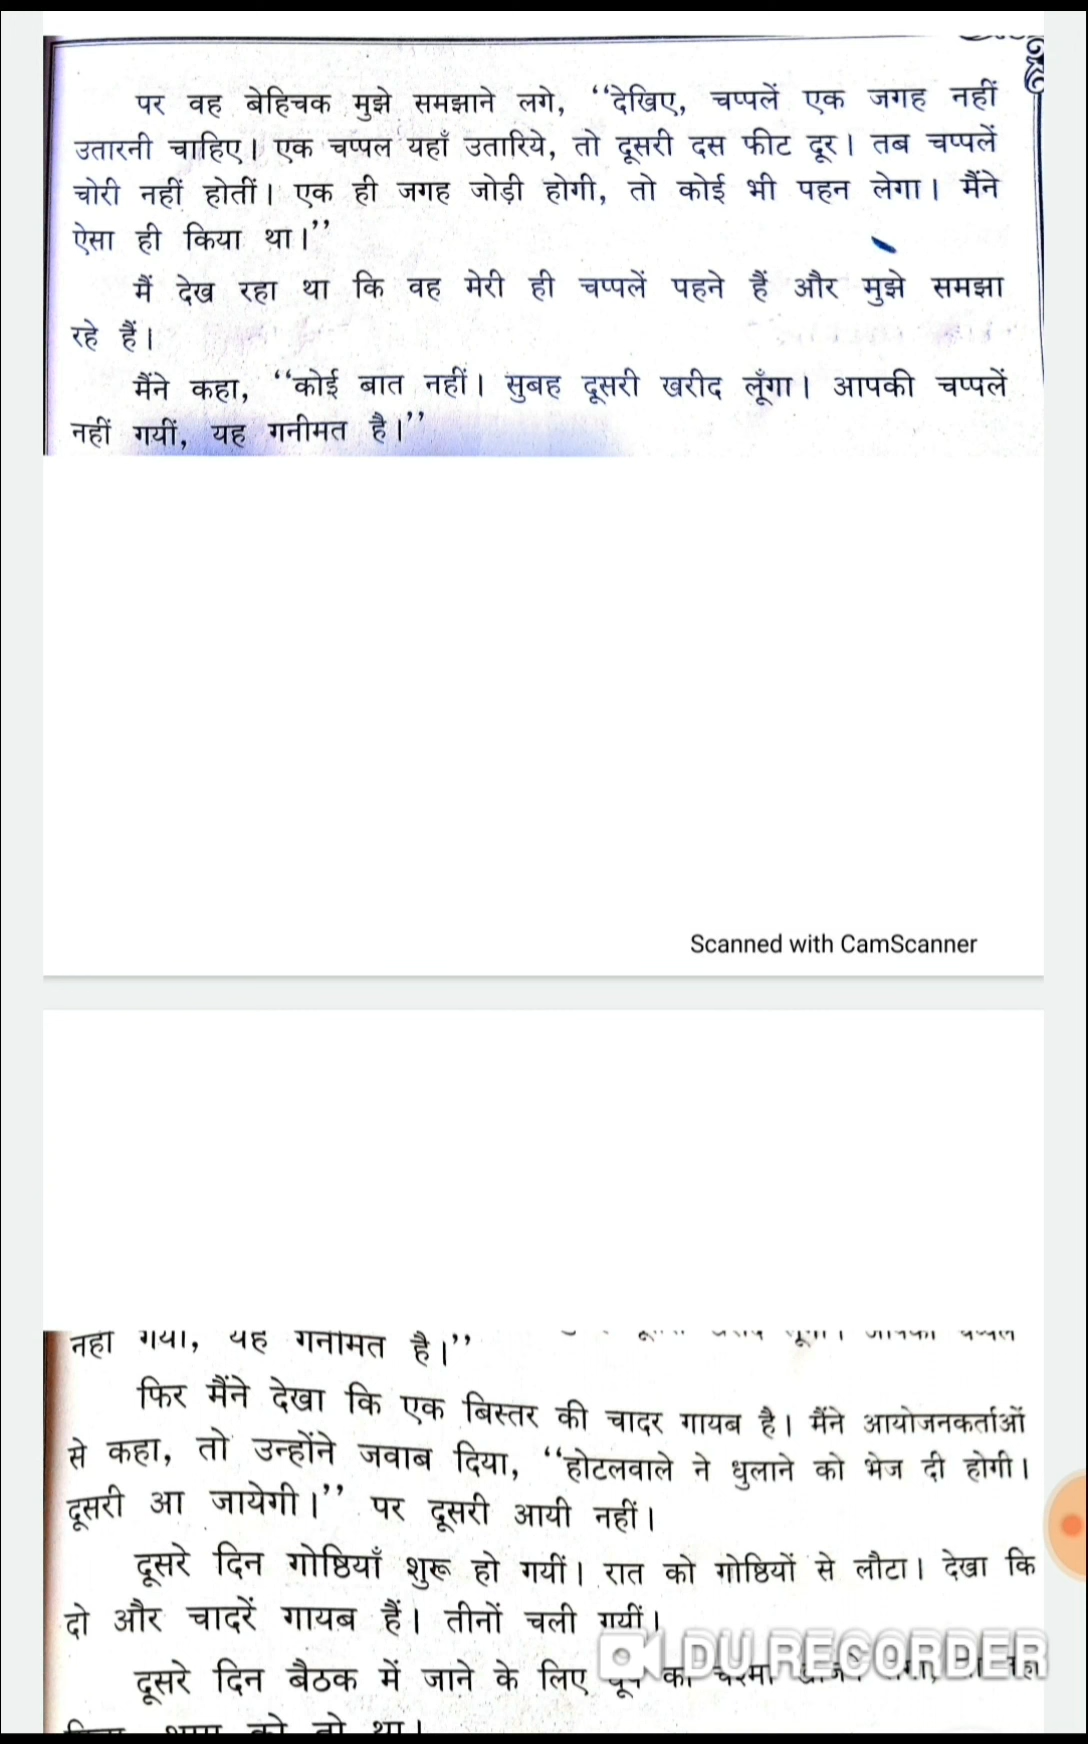 पर वह बेहिचक मुझे समझाने लगे, “देखिए, चप्पलें एक जगह नहीं
उतारनी चाहिए। एक चप्पल यहाँ उतारिये, तो दूसरी दस फीट दूर। तब चप्पलें
चोरी नहीं होतीं। एक ही जगह जोड़ी होगी, तो कोई भी पहन लेगा। मैंने
ऐसा ही किया था।”
मैं देख रहा था कि वह मेरी ही चप्पलें पहने हैं और मुझे समझा
रहे हैं।
मैंने कहा, “कोई बात नहीं। सुबह दूसरी खरीद लूँगा। आपकी चप्पलें
नहीं गयीं, यह गनीमत है।”
Scanned with CamScanner
नहीं गयीं, यह गनीमत है।”
फिर मैंने देखा कि एक बिस्तर की चादर गायब है। मैंने आयोजनकर्ताओं
से कहा, तो उन्होंने जवाब दिया, “होटलवाले ने धुलाने को भेज दी होगी।
दूसरी आ जायेगी।” पर दूसरी आयी नहीं।
दूसरे दिन गोष्ठियाँ शुरू हो गयीं। रात को गोष्ठियों से लौटा। देखा कि
दो और चादरें गायब हैं। तीनों चली गयीं।
DU RECORDER
दूसरे दिन बैठक में जाने के लिए धूप का चश्मा
को तो था।